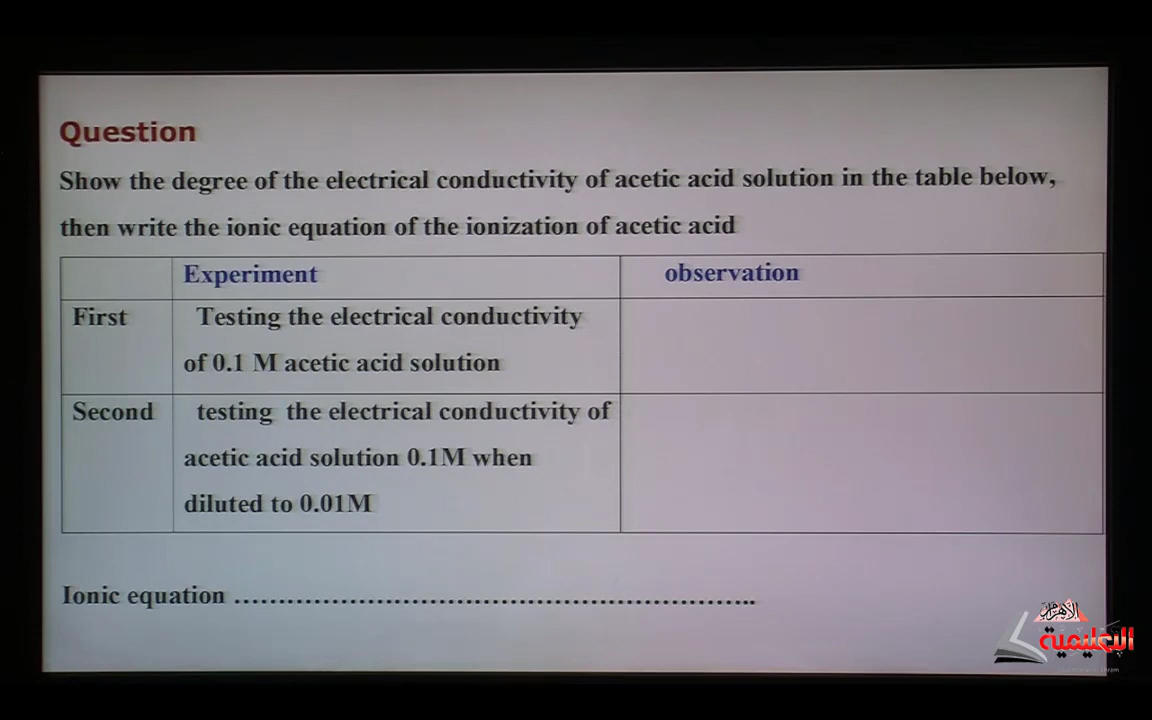 Question
Show the degree of the electrical conductivity of acetic acid solution in the table below,
then write the ionic equation of the ionization of acetic acid
Experiment observation
First Testing the electrical conductivity
of 0.1 M acetic acid solution
Second testing the electrical conductivity of
acetic acid solution 0.1M when
diluted to 0.01M
Ionic equation ……………………………………………………..
الأهرام
التعليمية